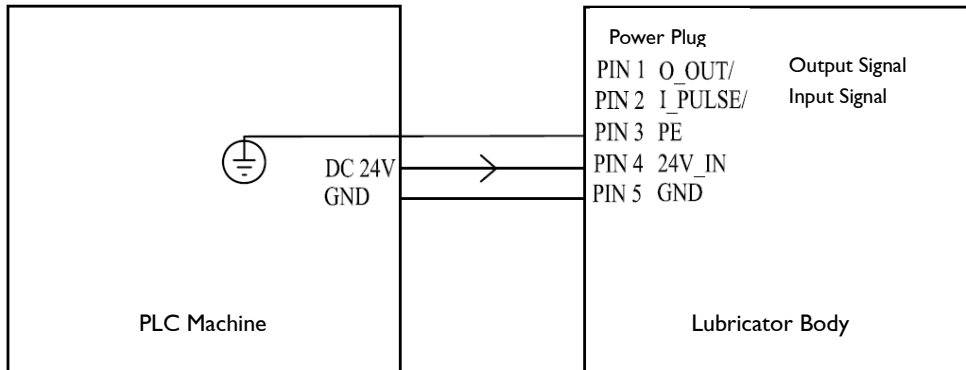 Power Plug
PIN 1 O_OUT/ Output Signal
PIN 2 I_PULSE/ Input Signal
PIN 3 PE
DC 24V PIN 4 24V_IN
GND PIN 5 GND
PLC Machine Lubricator Body